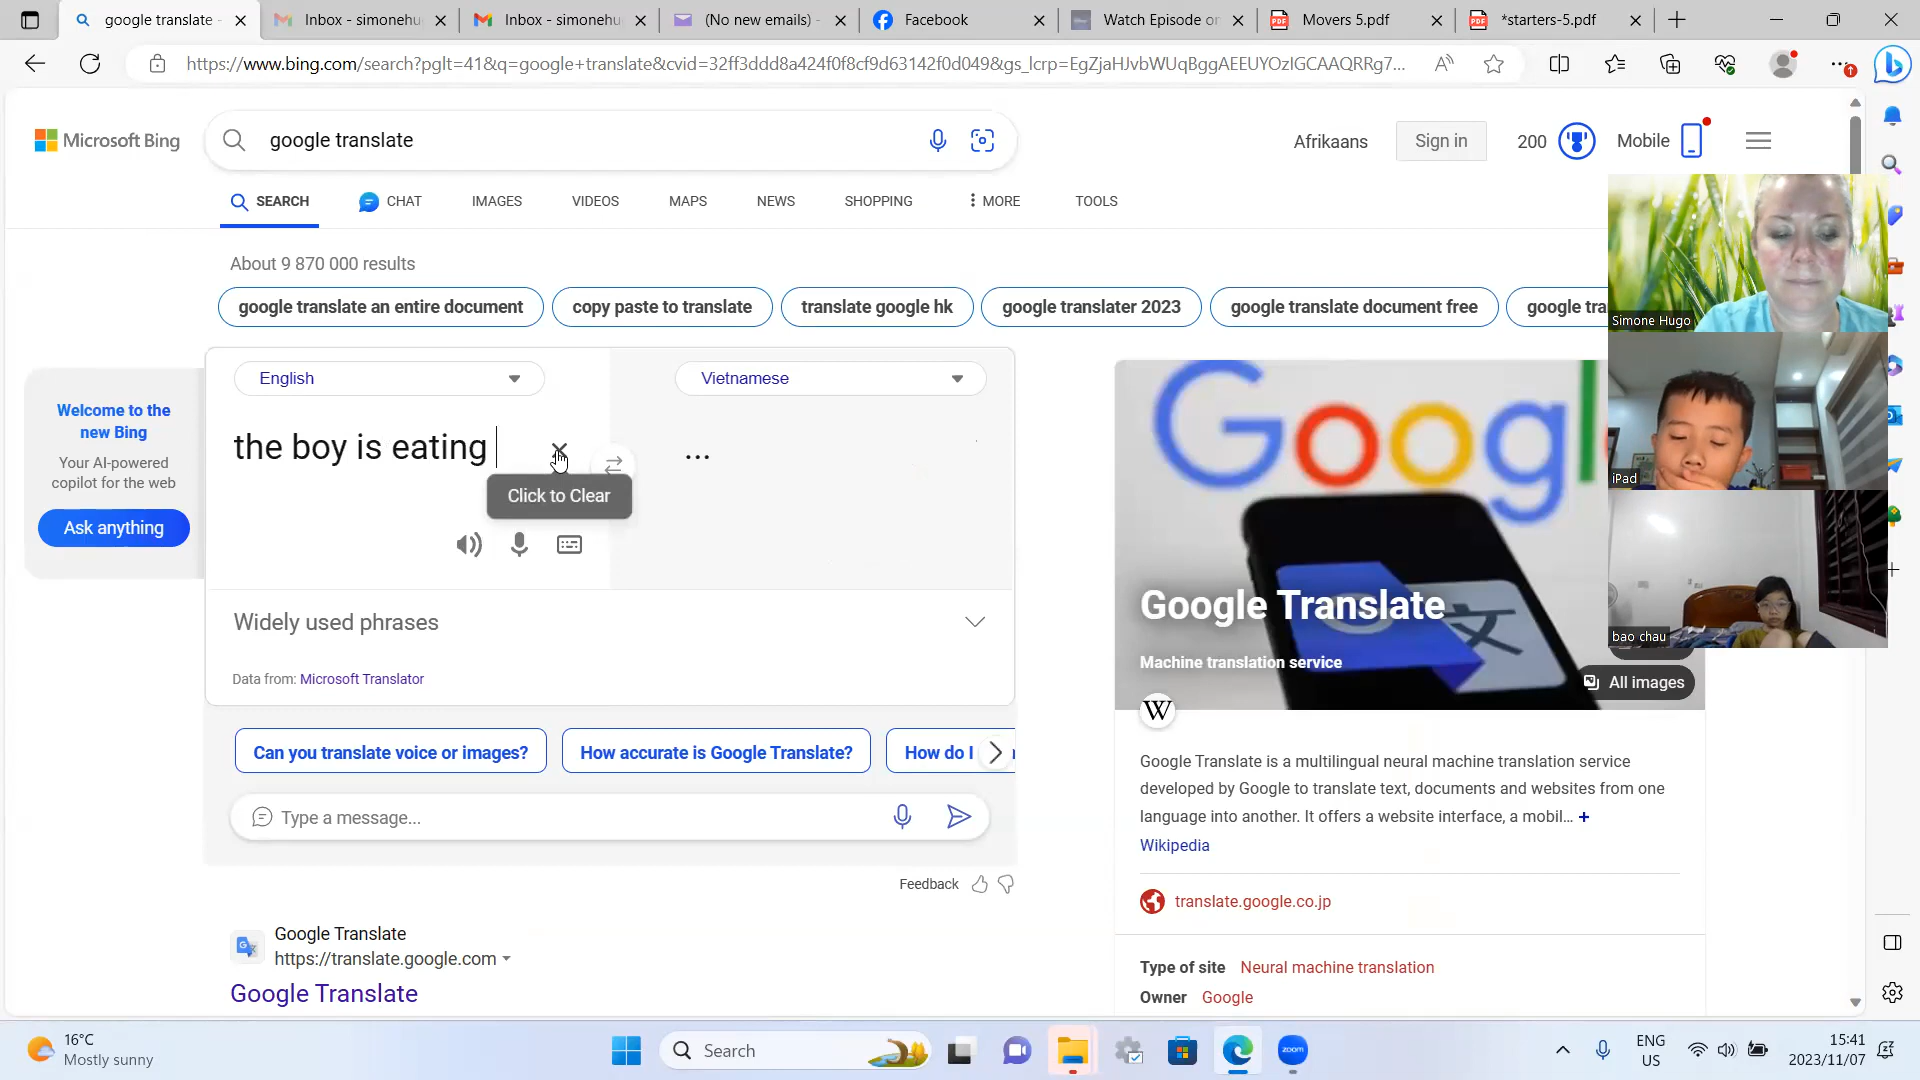 google translate -
Inbox - simonehu
Inbox - simonehu
(No new emails) -
Facebook
Watch Episode on
Movers 5.pdf
*starters-5.pdf
https://www.bing.com/search?pglt=41&q=google+translate&cvid=32ff3ddd8a424f0f8cf9d63142f0d049&gs_lcrp=EgZjaHJvbWUqBggAEEUYOzIGCAAQRRg7...
Microsoft Bing
google translate
Afrikaans
Sign in
200
Mobile
SEARCH
CHAT
IMAGES
VIDEOS
MAPS
NEWS
SHOPPING
MORE
TOOLS
About 9 870 000 results
google translate an entire document
copy paste to translate
translate google hk
google translater 2023
google translate document free
google tra
Simone Hugo
iPad
bao chau
Welcome to the
new Bing
Your AI-powered
copilot for the web
Ask anything
English
Vietnamese
the boy is eating
...
Click to Clear
Widely used phrases
Data from: Microsoft Translator
Can you translate voice or images?
How accurate is Google Translate?
How do I
Type a message...
Feedback
Google Translate
https://translate.google.com
Google Translate
Googl
Google Translate
Machine translation service
All images
W
Google Translate is a multilingual neural machine translation service
developed by Google to translate text, documents and websites from one
language into another. It offers a website interface, a mobil... +
Wikipedia
translate.google.co.jp
Type of site Neural machine translation
Owner Google
16°C
Mostly sunny
Search
zoom
ENG
US
15:41
2023/11/07